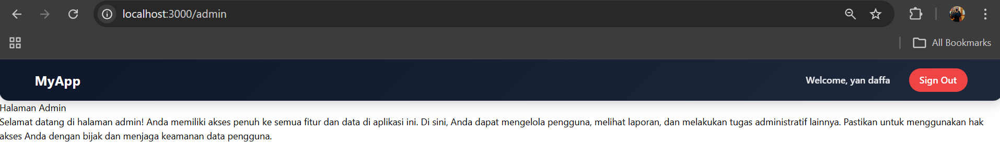 localhost:3000/admin
All Bookmarks
MyApp
Welcome, yan daffa
Sign Out
Halaman Admin
Selamat datang di halaman admin! Anda memiliki akses penuh ke semua fitur dan data di aplikasi ini. Di sini, Anda dapat mengelola pengguna, melihat laporan, dan melakukan tugas administratif lainnya. Pastikan untuk menggunakan hak
akses Anda dengan bijak dan menjaga keamanan data pengguna.